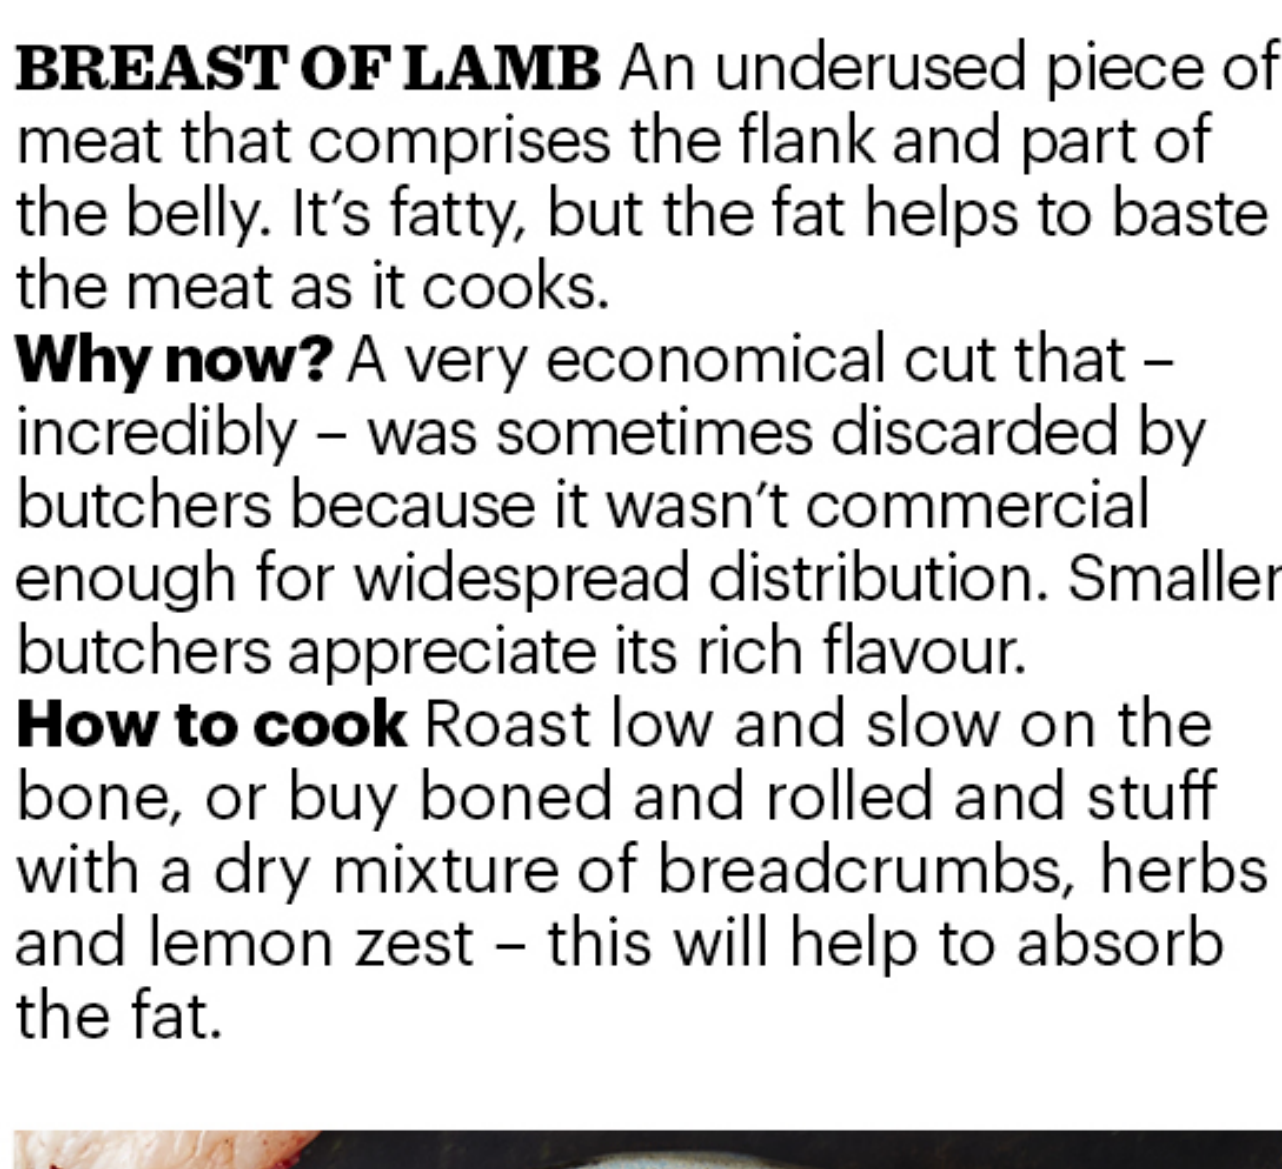 BREAST OF LAMB An underused piece of
meat that comprises the flank and part of
the belly. It’s fatty, but the fat helps to baste
the meat as it cooks.
Why now? A very economical cut that –
incredibly – was sometimes discarded by
butchers because it wasn’t commercial
enough for widespread distribution. Smaller
butchers appreciate its rich flavour.
How to cook Roast low and slow on the
bone, or buy boned and rolled and stuff
with a dry mixture of breadcrumbs, herbs
and lemon zest – this will help to absorb
the fat.